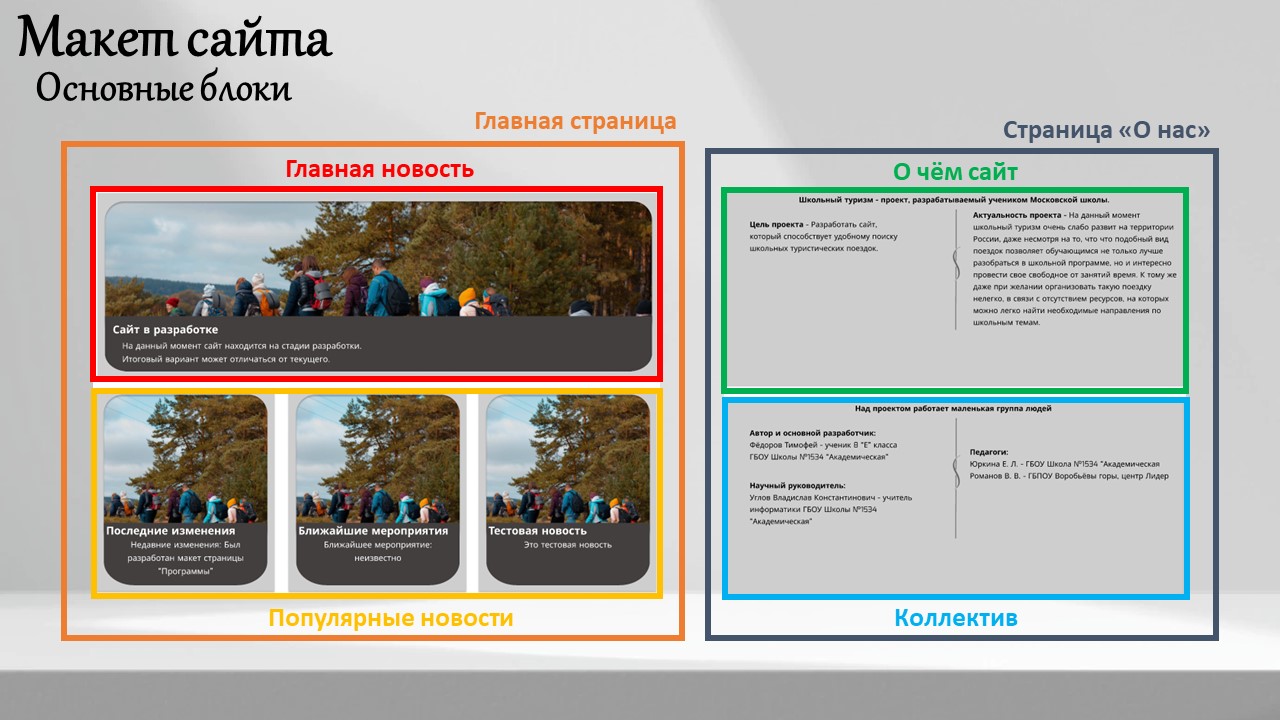 Макет сайта
Основные блоки
Главная страница
Главная новость
Сайт в разработке
На данный момент сайт находится на стадии разработки.
Итоговый вариант может отличаться от текущего.
Последние изменения
Недавние изменения: Был
разработан макет страницы
"Программы"
Ближайшие мероприятия
Ближайшее мероприятие:
неизвестно
Тестовая новость
Это тестовая новость
Популярные новости
Страница «О нас»
О чём сайт
Школьный туризм - проект, разрабатываемый учеником Московской школы.
Цель проекта - Разработать сайт,
который способствует удобному поиску
школьных туристических поездок.
Актуальность проекта - На данный момент
школьный туризм очень слабо развит на территории
России, даже несмотря на то, что что подобный вид
поездок позволяет обучающимся не только лучше
разобраться в школьной программе, но и интересно
провести свое свободное от занятий время. К тому же
даже при желании организовать такую поездку
нелегко, в связи с отсутствием ресурсов, на которых
можно легко найти необходимые направления по
школьным темам.
Над проектом работает маленькая группа людей
Автор и основной разработчик:
Фёдоров Тимофей - ученик 8 "Е" класса
ГБОУ Школы №1534 "Академическая"
Научный руководитель:
Углов Владислав Константинович - учитель
информатики ГБОУ Школы №1534
"Академическая"
Педагоги:
Юркина Е. Л. - ГБОУ Школа №1534 "Академическая
Романов В. В. - ГБПОУ Воробьёвы горы, центр Лидер
Коллектив